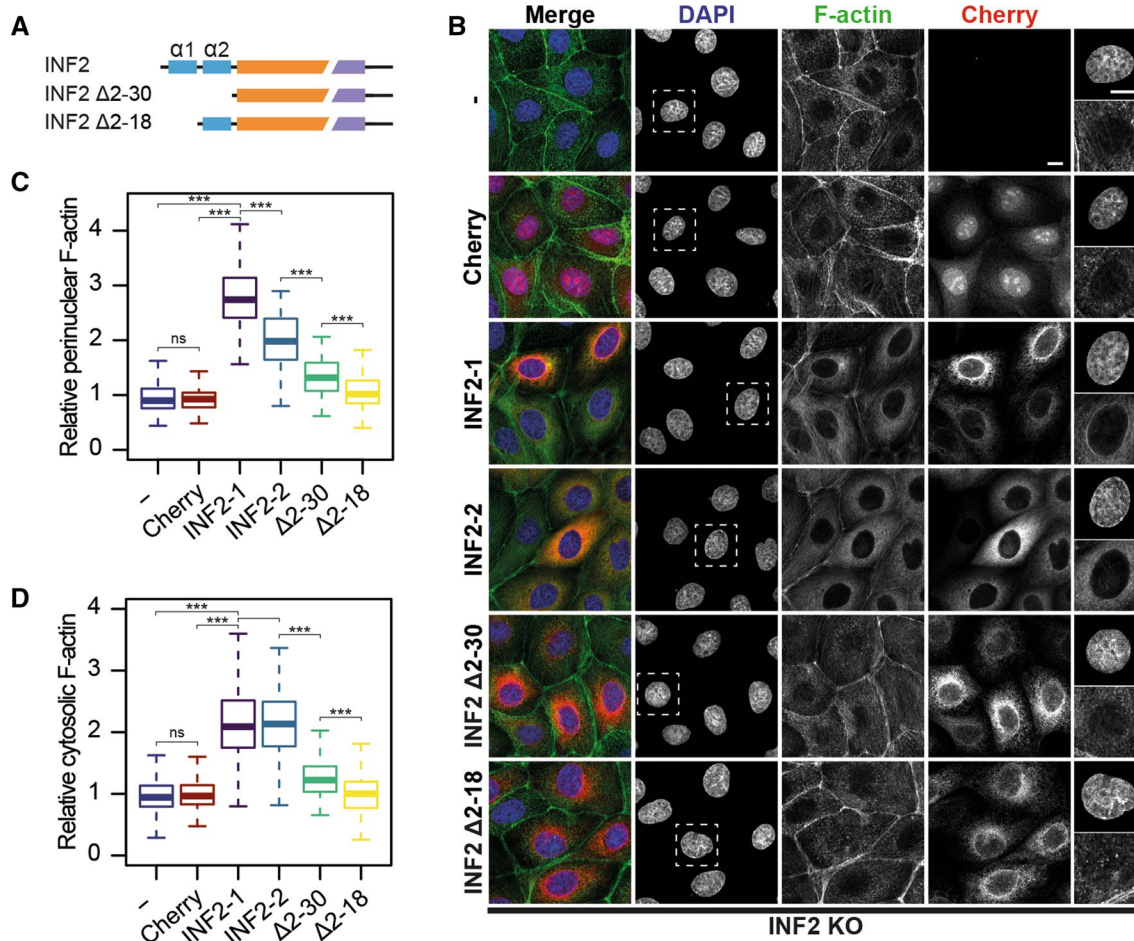 A
α1 α2
INF2
INF2 Δ2-30
INF2 Δ2-18
B
Merge DAPI F-actin Cherry
-
Cherry
INF2-1
INF2-2
INF2 Δ2-30
INF2 Δ2-18
INF2 KO
C
Relative perinuclear F-actin
4
3
2
1
0
***
*** ***
***
***
ns
– Cherry INF2-1 INF2-2 Δ2-30 Δ2-18
D
Relative cytosolic F-actin
4
3
2
1
0
***
*** ***
***
ns
– Cherry INF2-1 INF2-2 Δ2-30 Δ2-18